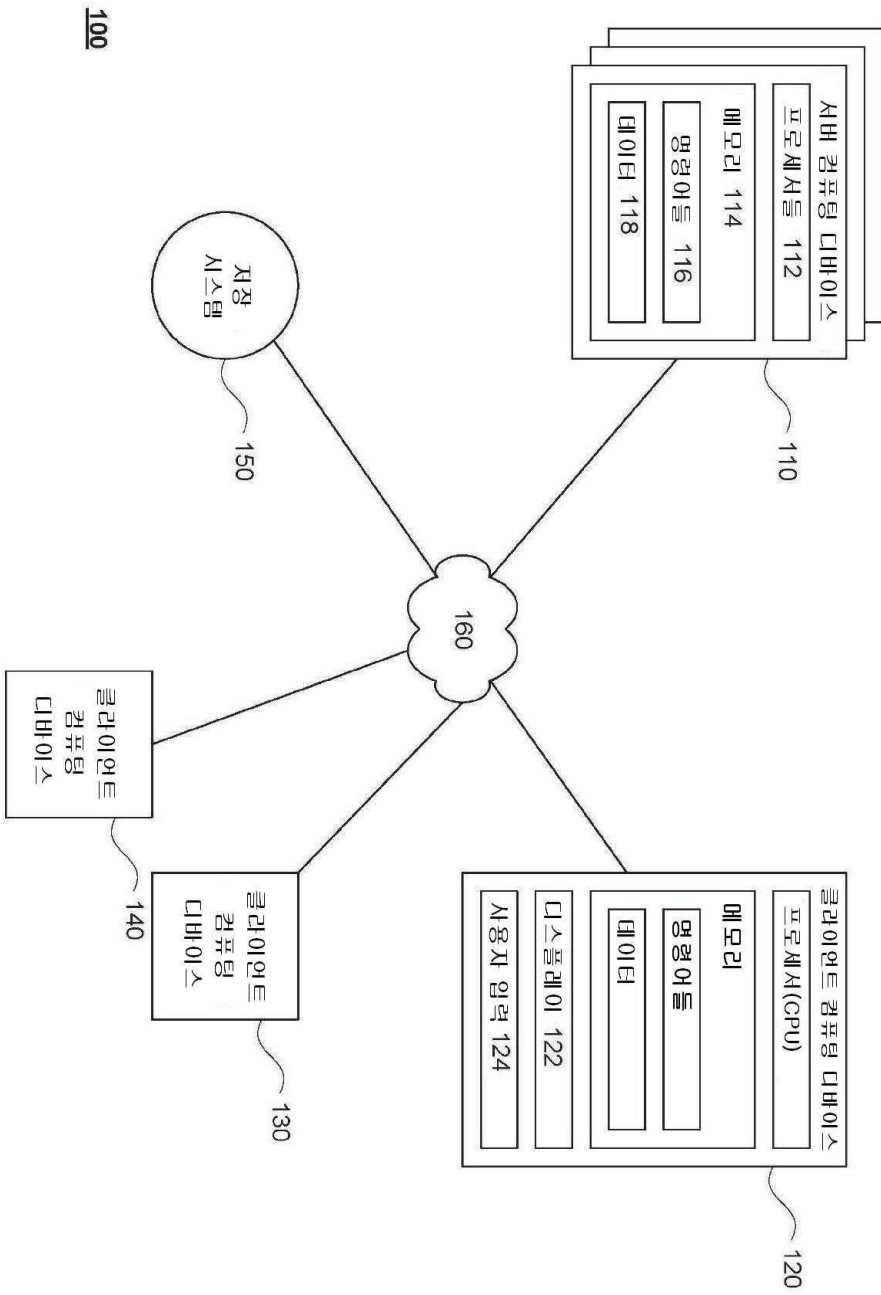 100
서버 컴퓨팅 디바이스
프로세서들 112
메모리 114
명령어들 116
데이터 118
110
클라이언트 컴퓨팅 디바이스
프로세서(CPU)
메모리
명령어들
데이터
디스플레이 122
사용자 입력 124
120
160
저장
시스템
150
클라이언트
컴퓨팅
디바이스
140
클라이언트
컴퓨팅
디바이스
130